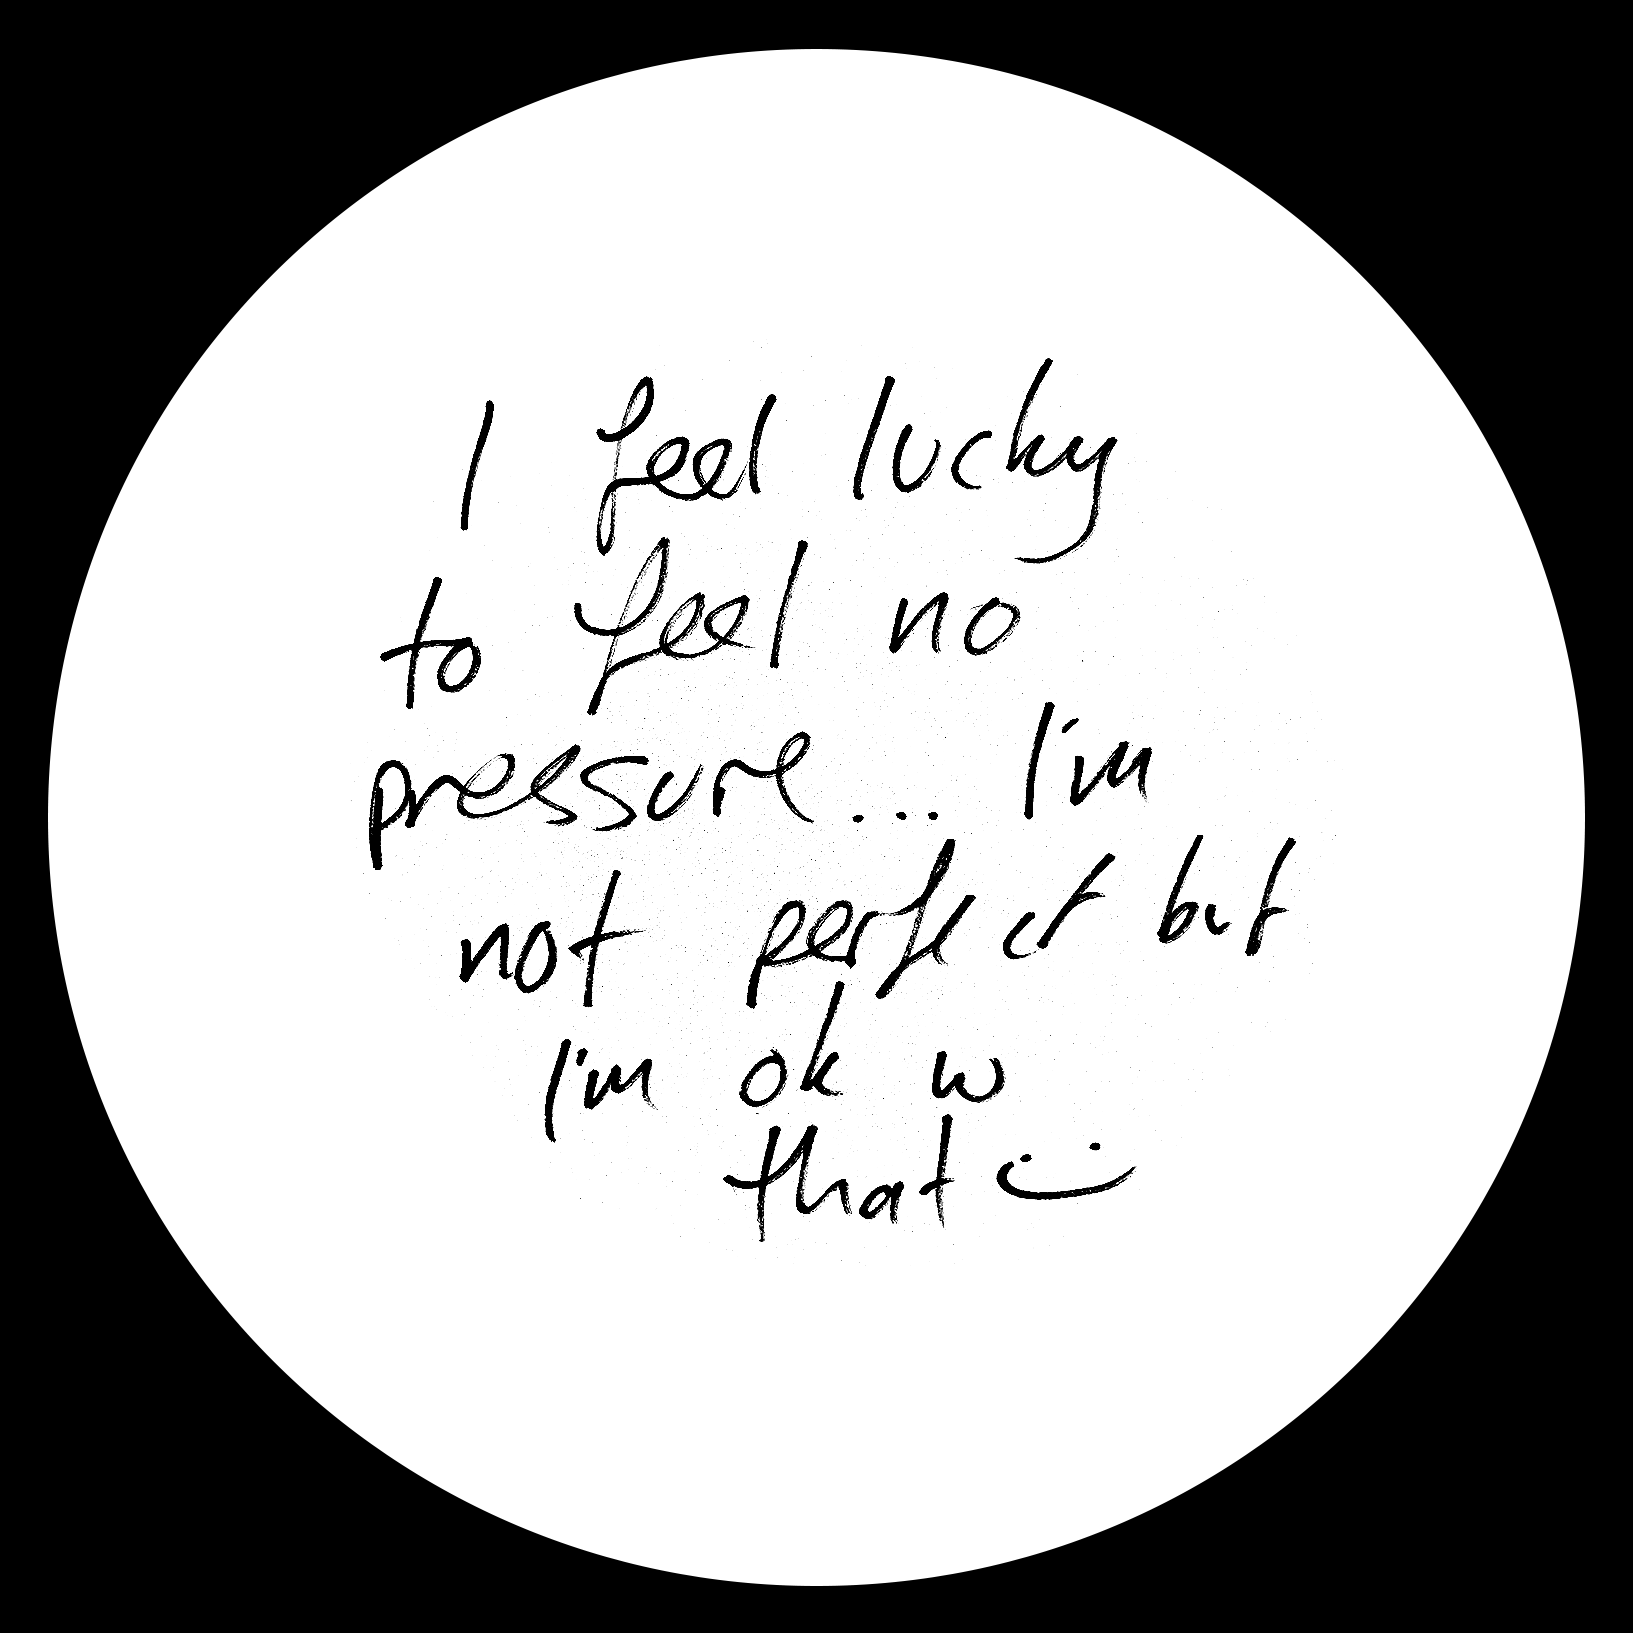 I feel lucky
to feel no
pressure... I'm
not perfect but
I'm ok w
that